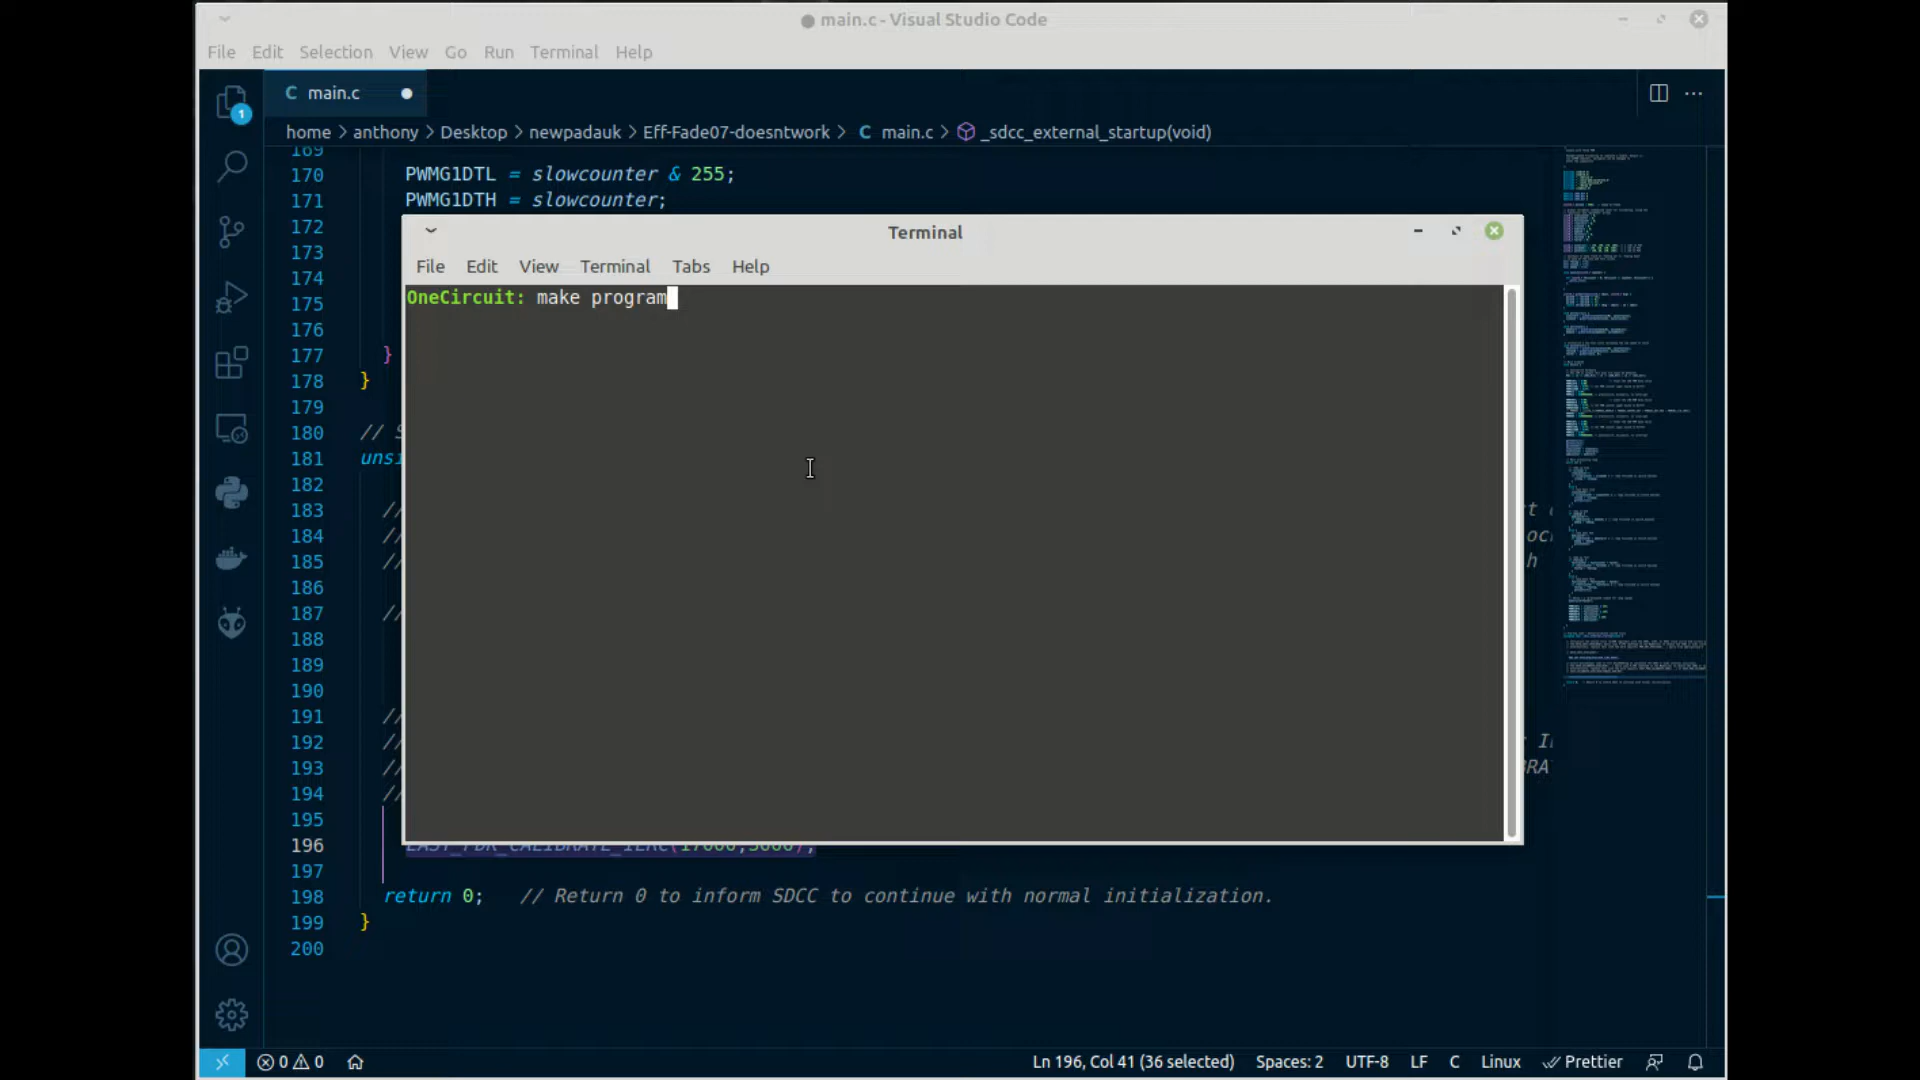 main.c - Visual Studio Code
File Edit Selection View Go Run Terminal Help
C main.c
1
home > anthony > Desktop > newpadauk > Eff-Fade07-doesntwork > C main.c > _sdcc_external_startup(void)
169
170 PWMG1DTL = slowcounter & 255;
171 PWMG1DTH = slowcounter;
172
Terminal
173
File Edit View Terminal Tabs Help
174
OneCircuit: make program
175
176
177 }
178 }
179
180 // S
181 unsi
182
183 //
184 //
185 // h
186
187 //
188
189
190
191 //
192 //
193 //
194 //
195
196
197
198 return 0; // Return 0 to inform SDCC to continue with normal initialization.
199 }
200
0 0 Ln 196, Col 41 (36 selected) Spaces: 2 UTF-8 LF C Linux Prettier